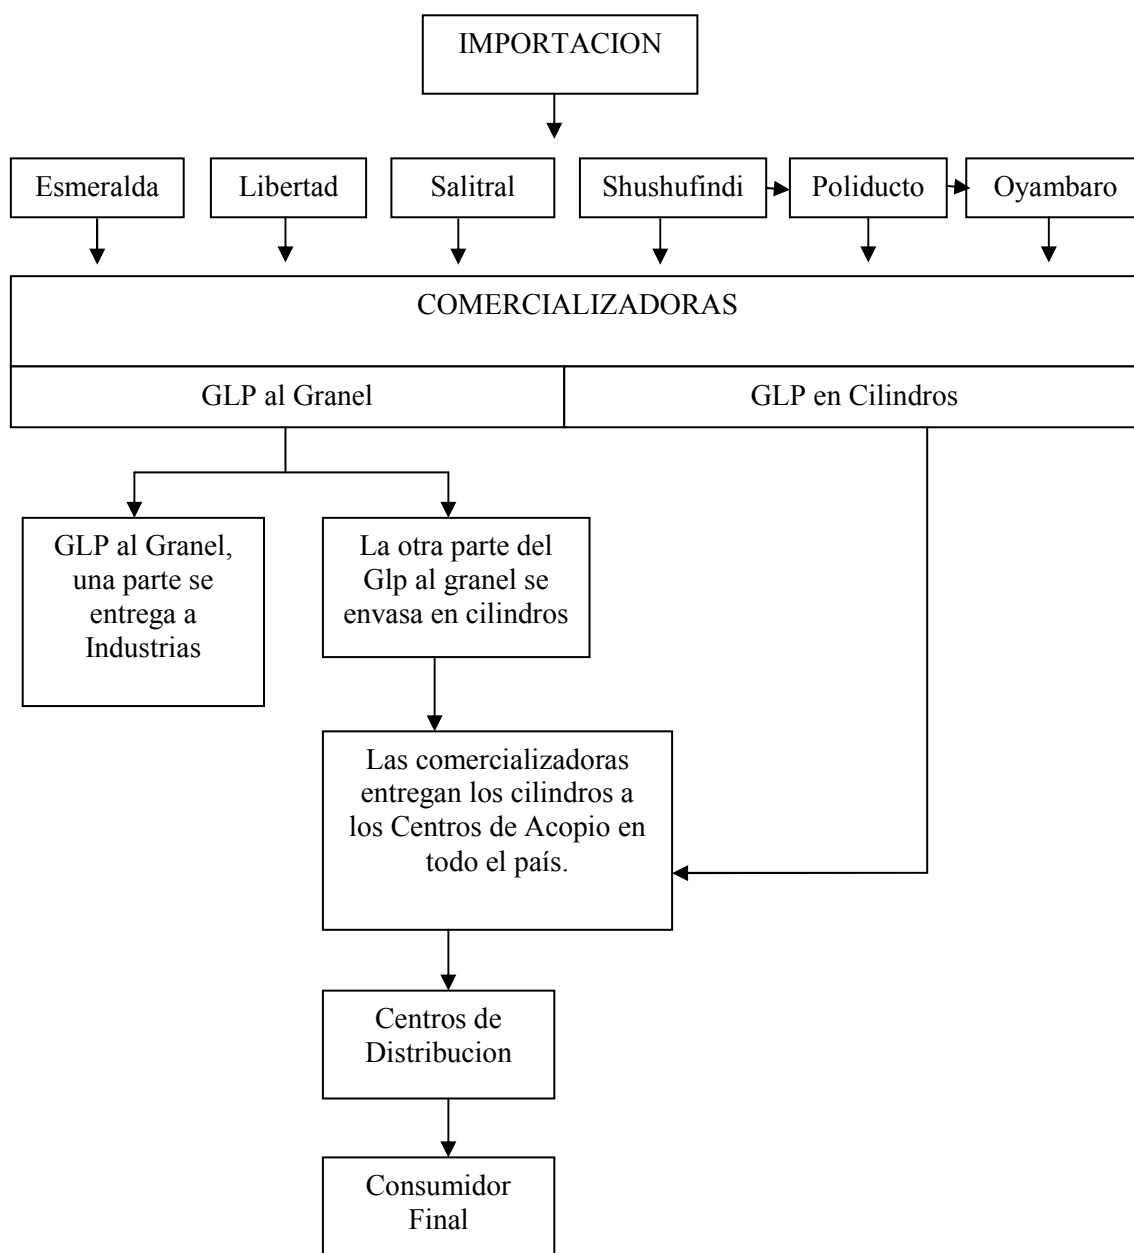 IMPORTACION
Esmeralda
Libertad
Salitral
Shushufindi
Poliducto
Oyambaro
COMERCIALIZADORAS
GLP al Granel
GLP en Cilindros
GLP al Granel,
una parte se
entrega a
Industrias
La otra parte del
Glp al granel se
envasa en cilindros
Las comercializadoras
entregan los cilindros a
los Centros de Acopio en
todo el país.
Centros de
Distribucion
Consumidor
Final